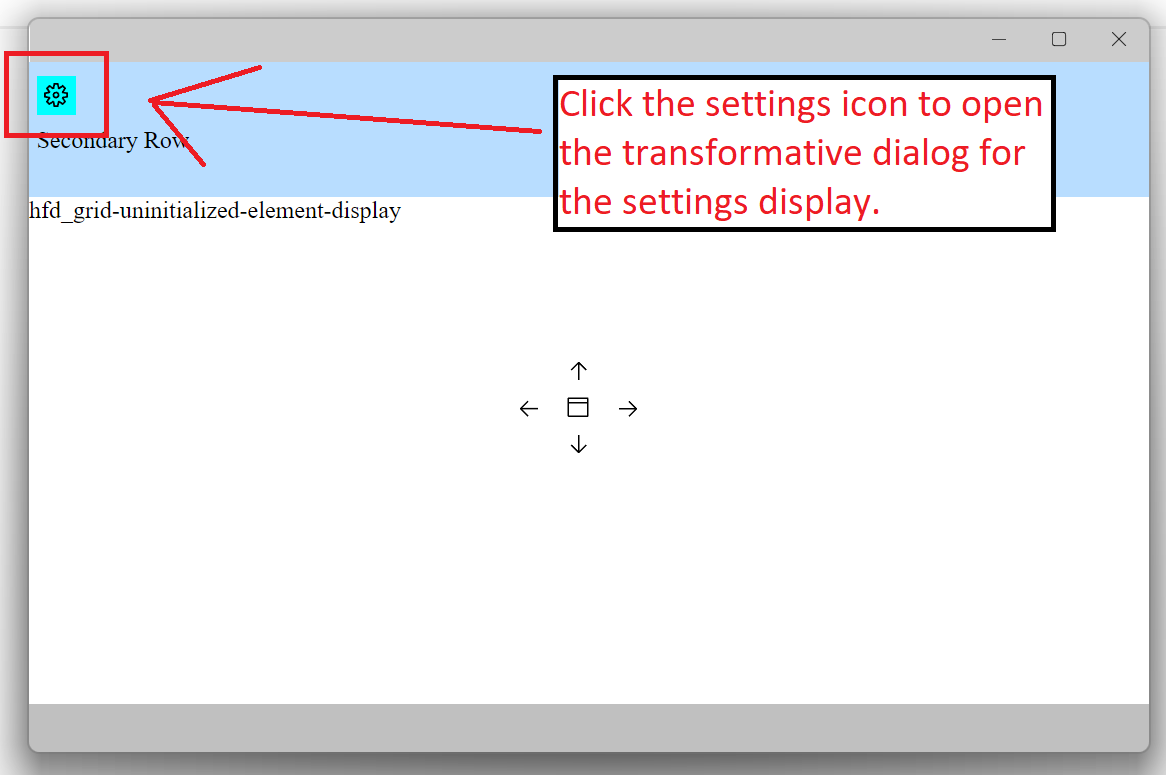 Click the settings icon to open
the transformative dialog for
the settings display.
Secondary Row
hfd_grid-uninitialized-element-display